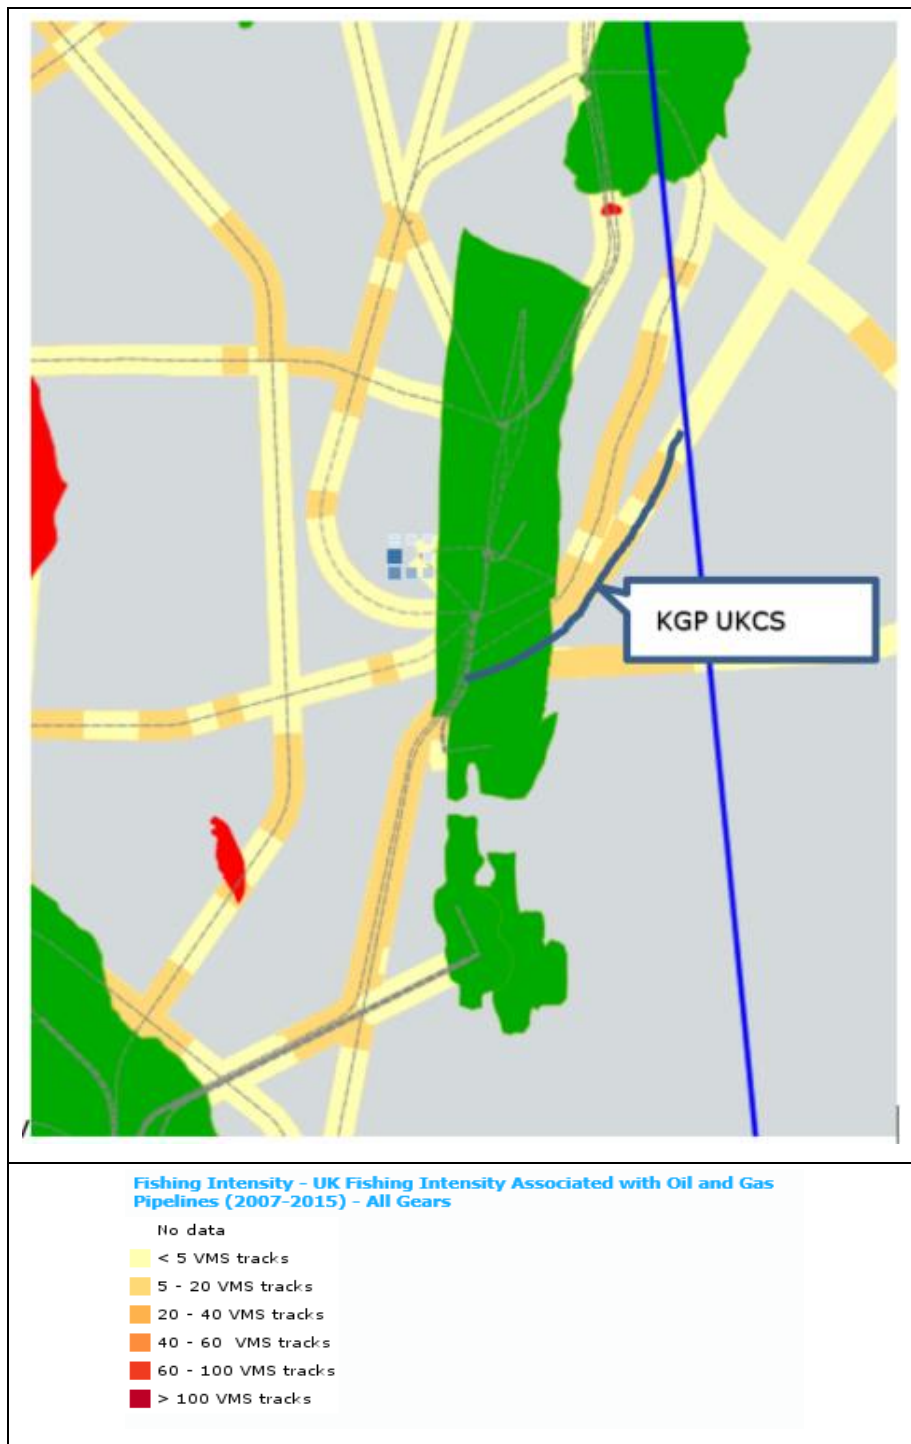 KGP UKCS
Fishing Intensity - UK Fishing Intensity Associated with Oil and Gas
Pipelines (2007-2015) - All Gears
No data
< 5 VMS tracks
5 - 20 VMS tracks
20 - 40 VMS tracks
40 - 60 VMS tracks
60 - 100 VMS tracks
> 100 VMS tracks